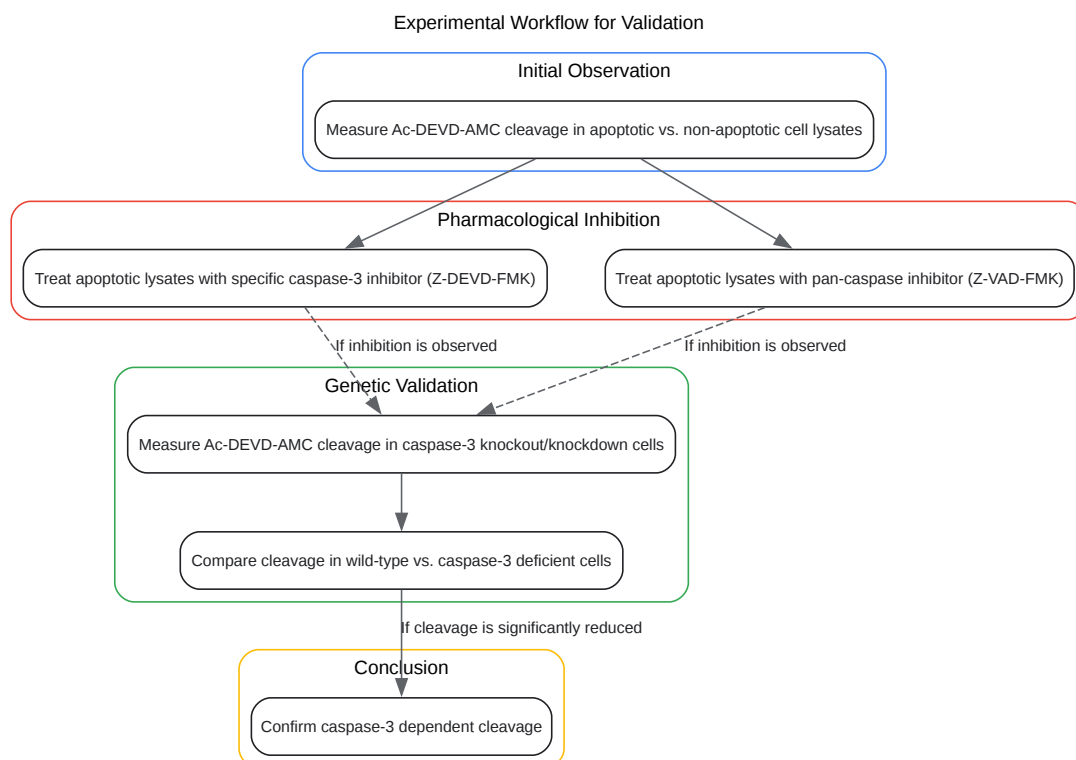 Experimental Workflow for Validation
Initial Observation
Measure Ac-DEVD-AMC cleavage in apoptotic vs. non-apoptotic cell lysates
Pharmacological Inhibition
Treat apoptotic lysates with specific caspase-3 inhibitor (Z-DEVD-FMK)
Treat apoptotic lysates with pan-caspase inhibitor (Z-VAD-FMK)
If inhibition is observed
If inhibition is observed
Genetic Validation
Measure Ac-DEVD-AMC cleavage in caspase-3 knockout/knockdown cells
Compare cleavage in wild-type vs. caspase-3 deficient cells
If cleavage is significantly reduced
Conclusion
Confirm caspase-3 dependent cleavage